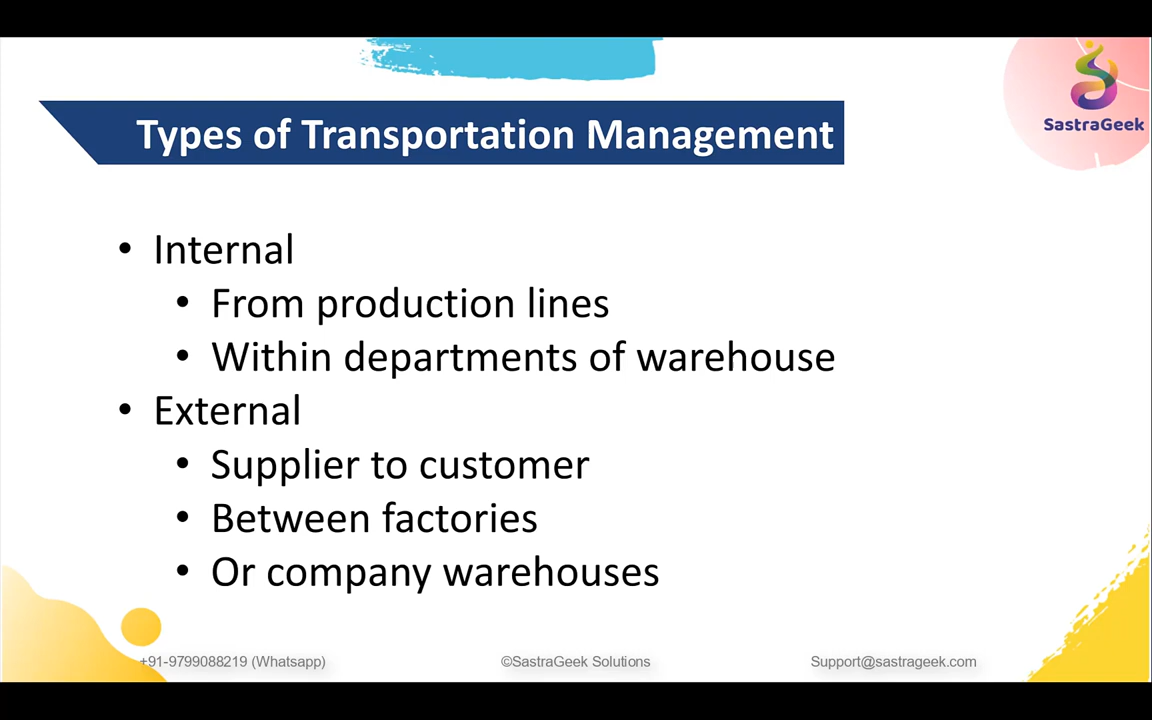 SastraGeek
Types of Transportation Management
• Internal
• From production lines
• Within departments of warehouse
• External
• Supplier to customer
• Between factories
• Or company warehouses
+91-9799088219 (Whatsapp)
©SastraGeek Solutions
Support@sastrageek.com